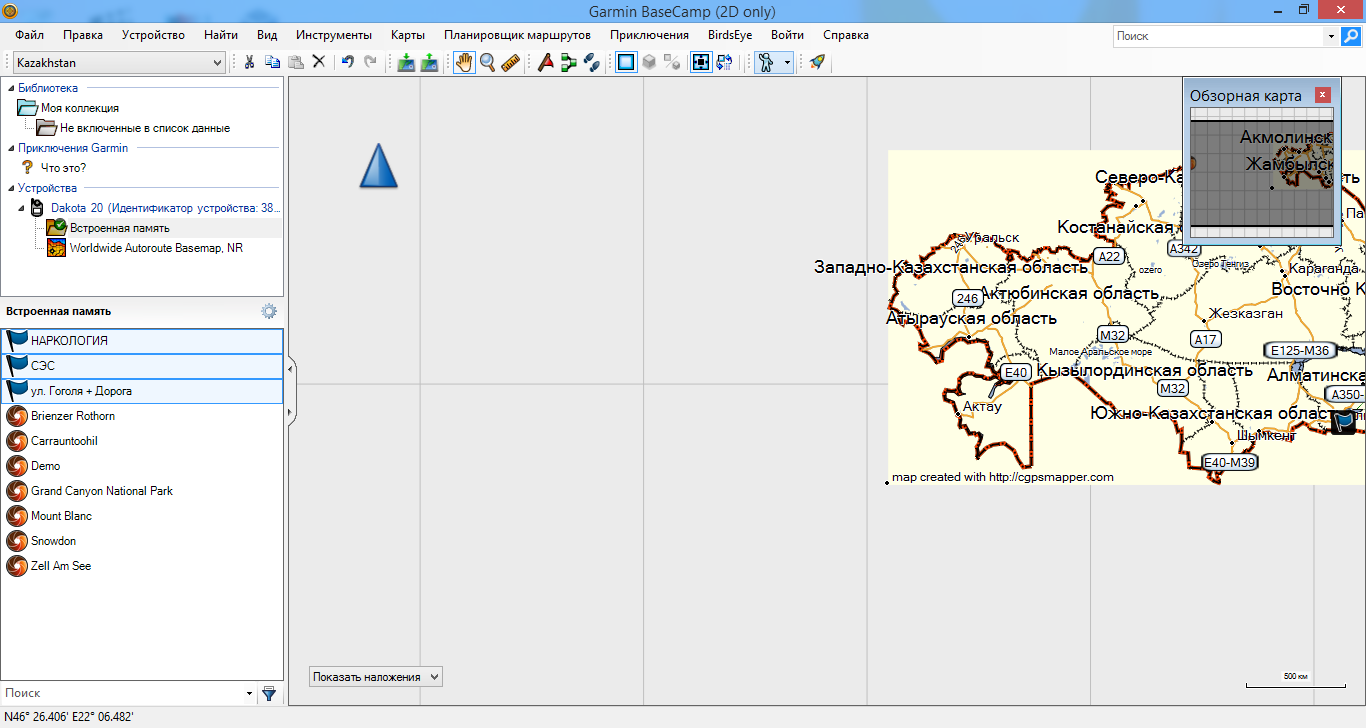 Garmin BaseCamp (2D only)
Файл Правка Устройство Найти Вид Инструменты Карты Планировщик маршрутов Приключения BirdsEye Войти Справка
Поиск
Kazakhstan
Библиотека
Моя коллекция
Не включенные в список данные
Приключения Garmin
Что это?
Устройства
Dakota 20 (Идентификатор устройства: 38...
Встроенная память
Worldwide Autoroute Basemap, NR
Встроенная память
НАРКОЛОГИЯ
СЭС
ул. Гоголя + Дорога
Brienzer Rothorn
Carrauntoohil
Demo
Grand Canyon National Park
Mount Blanc
Snowdon
Zell Am See
Поиск
N46° 26.406' E22° 06.482'
Обзорная карта
Акмолинск
Жамбылск
Северо-Ка
Костанайская
Уральск
A22
A342
Озеро Тенгиз
Караганда
Западно-Казахстанская область
ozero
246
Актюбинская область
Восточно К
Атырауская область
Жезказган
M32
A17
Малое Аральское море
E125-M36
E40
Кызылординская область
Алматинска
M32
A350-
Актау
Южно-Казахстанская област
Шымкент
E40-M39
map created with http://cgpsmapper.com
Показать наложения
500 км